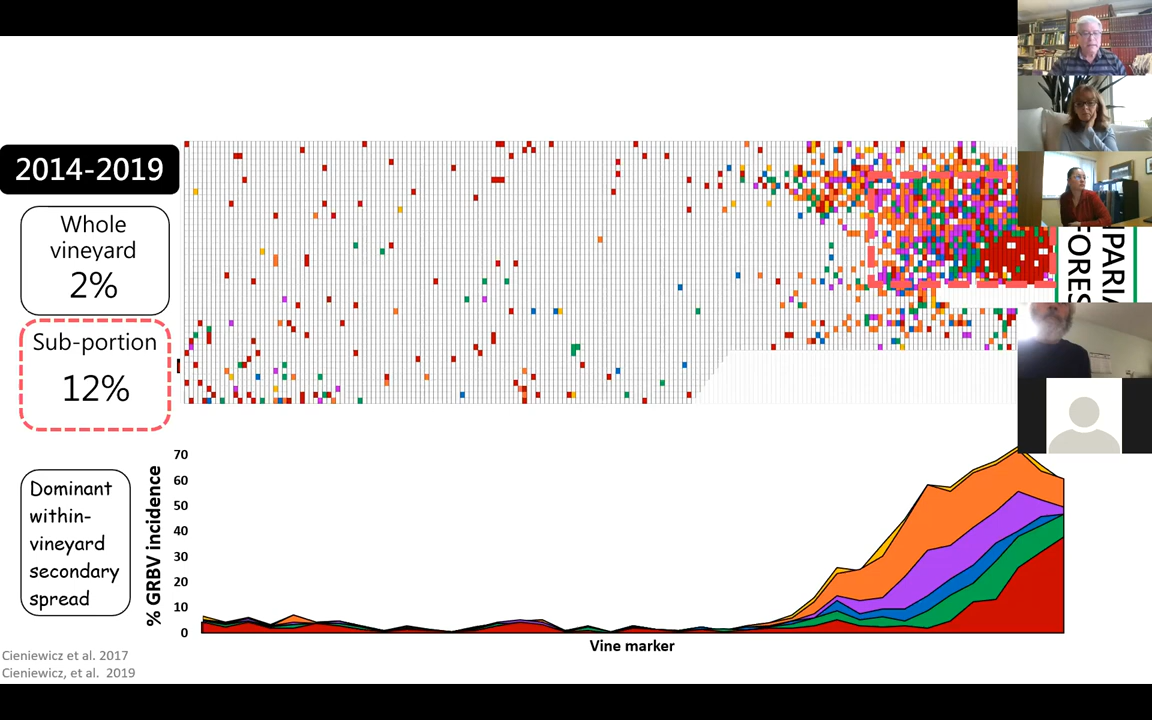 2014-2019
Whole
vineyard
2%
Sub-portion
12%
Dominant
within-
vineyard
secondary
spread
% GRBV incidence
70
60
50
40
30
20
10
0
Vine marker
Cieniewicz et al. 2017
Cieniewicz, et al. 2019